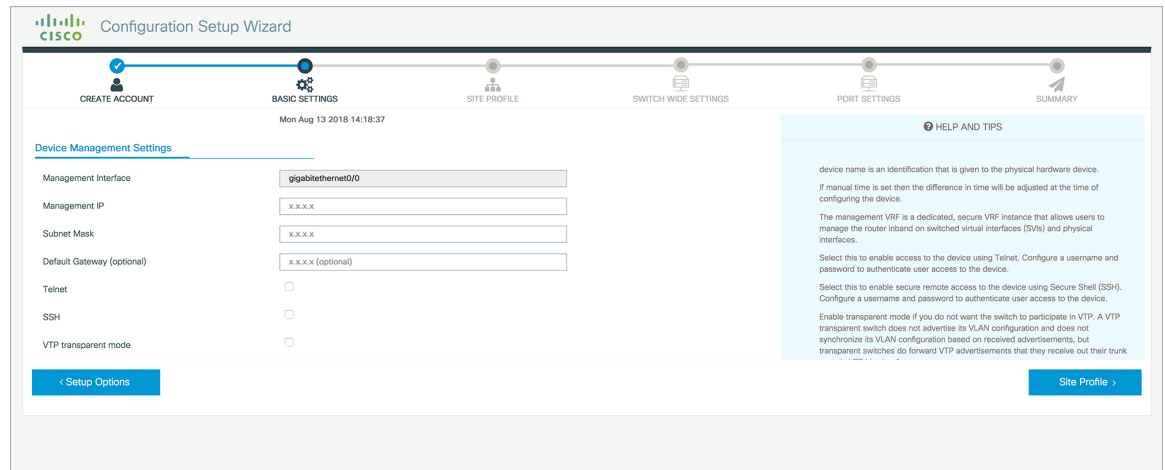 CISCO
Configuration Setup Wizard
CREATE ACCOUNT
BASIC SETTINGS
SITE PROFILE
SWITCH WIDE SETTINGS
PORT SETTINGS
SUMMARY
Mon Aug 13 2018 14:18:37
Device Management Settings
Management Interface
gigabitethernet0/0
Management IP
x.x.x.x
Subnet Mask
x.x.x.x
Default Gateway (optional)
x.x.x.x (optional)
Telnet
SSH
VTP transparent mode
HELP AND TIPS
device name is an identification that is given to the physical hardware device.
If manual time is set then the difference in time will be adjusted at the time of
configuring the device.
The management VRF is a dedicated, secure VRF instance that allows users to
manage the router inband on switched virtual interfaces (SVIs) and physical
interfaces.
Select this to enable access to the device using Telnet. Configure a username and
password to authenticate user access to the device.
Select this to enable secure remote access to the device using Secure Shell (SSH).
Configure a username and password to authenticate user access to the device.
Enable transparent mode if you do not want the switch to participate in VTP. A VTP
transparent switch does not advertise its VLAN configuration and does not
synchronize its VLAN configuration based on received advertisements, but
transparent switches do forward VTP advertisements that they receive out their trunk
‹ Setup Options
Site Profile ›